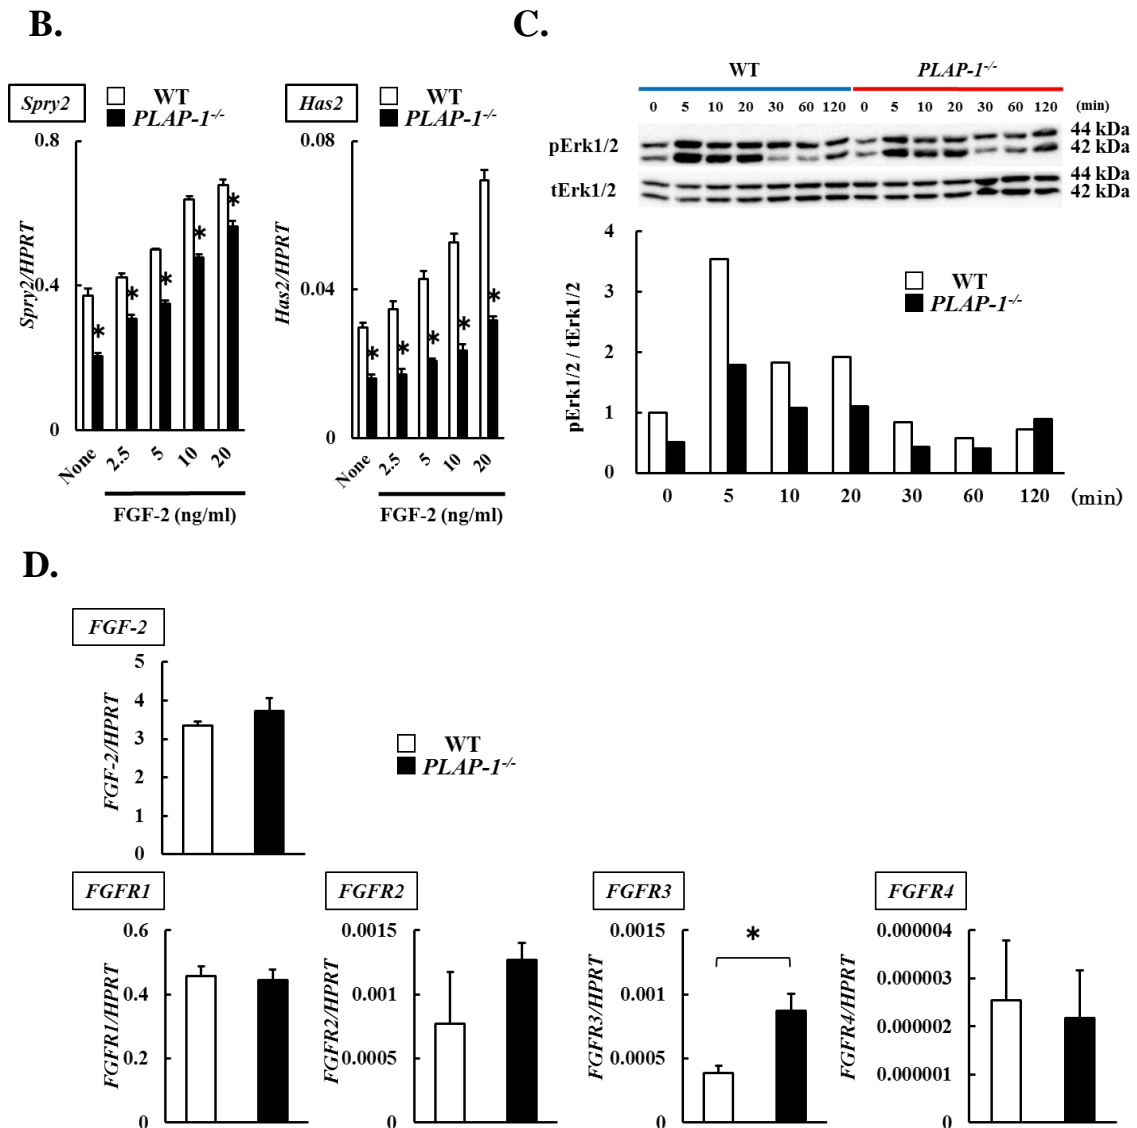 B.
Spry2
WT
PLAP-1-/-
0.8
0.4
0
Spry2/HPRT
*
*
*
*
*
None
2.5
5
10
20
FGF-2 (ng/ml)
Has2
WT
PLAP-1-/-
0.08
0.04
0
Has2/HPRT
*
*
*
*
*
None
2.5
5
10
20
FGF-2 (ng/ml)
C.
WT
PLAP-1-/-
0 5 10 20 30 60 120 0 5 10 20 30 60 120 (min)
pErk1/2
44 kDa
42 kDa
tErk1/2
44 kDa
42 kDa
4
3
2
1
0
pErk1/2 / tErk1/2
WT
PLAP-1-/-
0 5 10 20 30 60 120 (min)
D.
FGF-2
5
4
3
2
1
0
FGF-2/HPRT
WT
PLAP-1-/-
FGFR1
0.6
0.4
0.2
0
FGFR1/HPRT
FGFR2
0.0015
0.001
0.0005
0
FGFR2/HPRT
FGFR3
0.0015
0.001
0.0005
0
FGFR3/HPRT
*
FGFR4
0.000004
0.000003
0.000002
0.000001
0
FGFR4/HPRT